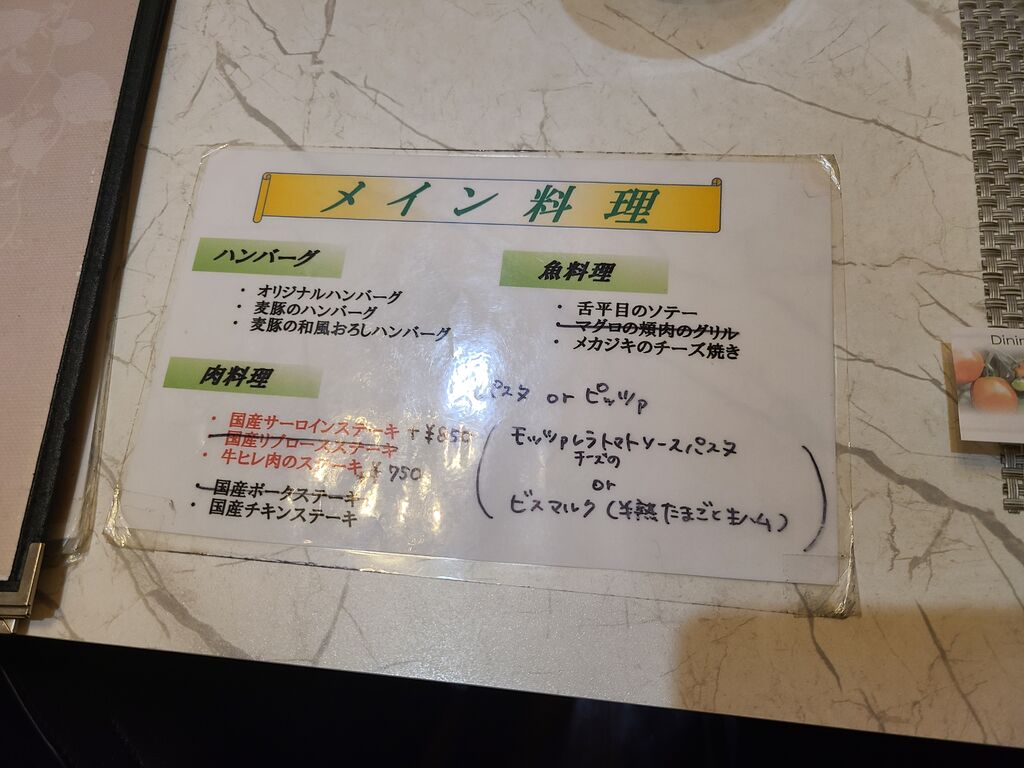 メイン料理
ハンバーグ
・オリジナルハンバーグ
・麦豚のハンバーグ
・麦豚の和風おろしハンバーグ
肉料理
・国産サーロインステーキ +¥850
国産リブロースステーキ
・牛ヒレ肉のステーキ ¥750
国産ポークステーキ
・国産チキンステーキ
魚料理
・舌平目のソテー
・マグロの頬肉のグリル
・メカジキのチーズ焼き
パスタ or ピッツァ
モッツァレラトマトソースパスタ
チーズの
or
ビスマルク(半熟たまごと生ハム)
Dinin